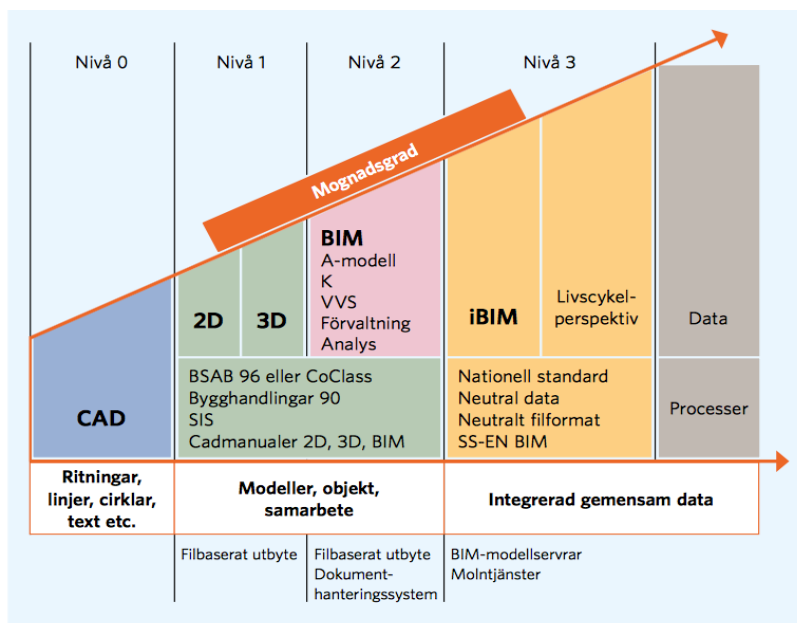 Nivå 0
Nivå 1
Nivå 2
Nivå 3
Mognadsgrad
CAD
2D
3D
BIM
A-modell
K
VVS
Förvaltning
Analys
iBIM
Livscykel-
perspektiv
Data
BSAB 96 eller CoClass
Bygghandlingar 90
SIS
Cadmanualer 2D, 3D, BIM
Nationell standard
Neutral data
Neutralt filformat
SS-EN BIM
Processer
Ritningar,
linjer, cirklar,
text etc.
Modeller, objekt,
samarbete
Integrerad gemensam data
Filbaserat utbyte
Filbaserat utbyte
Dokument-
hanteringssystem
BIM-modellservrar
Molntjänster